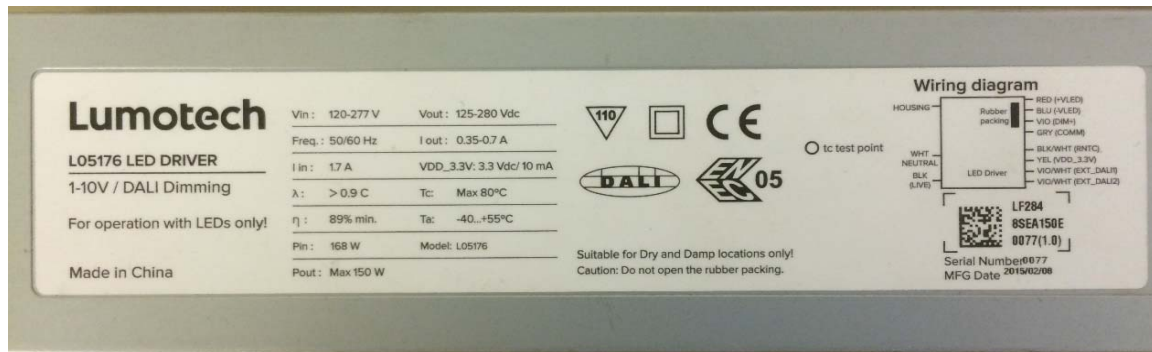 Lumotech
L05176 LED DRIVER
1-10V / DALI Dimming
For operation with LEDs only!
Made in China
Vin : 120-277 V Vout : 125-280 Vdc
Freq. : 50/60 Hz I out : 0.35-0.7 A
I in : 1.7 A VDD_3.3V: 3.3 Vdc/ 10 mA
λ : > 0.9 C Tc: Max 80ºC
η : 89% min. Ta: -40...+55ºC
Pin : 168 W Model: L05176
Pout : Max 150 W
110
CE
DALI
ENEC 05
Suitable for Dry and Damp locations only!
Caution: Do not open the rubber packing.
tc test point
Wiring diagram
HOUSING
WHT
NEUTRAL
BLK
(LIVE)
Rubber
packing
LED Driver
RED (+VLED)
BLU (-VLED)
VIO (DIM+)
GRY (COMM)
BLK/WHT (RNTC)
YEL (VDD_3.3V)
VIO/WHT (EXT_DALI1)
VIO/WHT (EXT_DALI2)
LF284
8SEA150E
0077(1.0)
Serial Number0077
MFG Date 2015/02/08